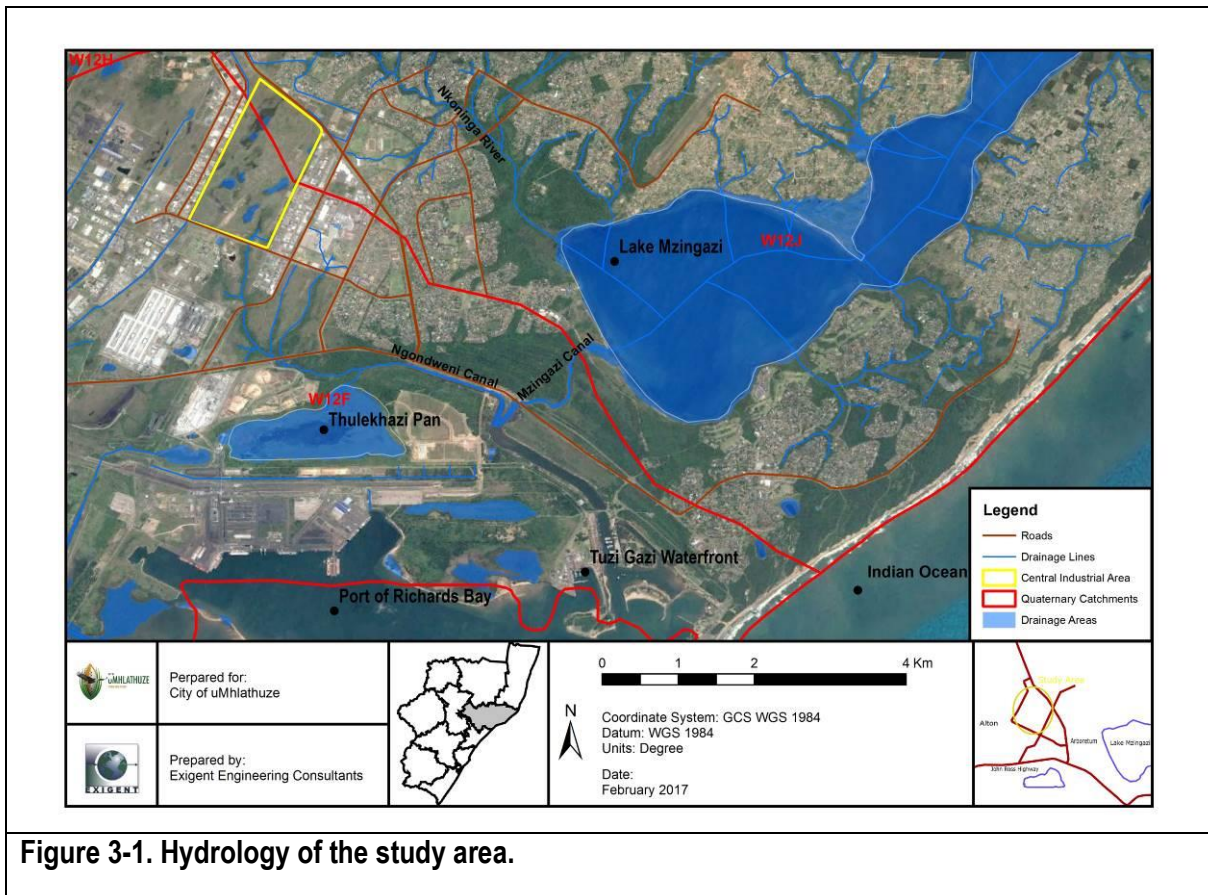 W12H
Nkoninga River
Lake Mzingazi
W12J
Ngondweni Canal
Mzingazi Canal
W12F
Thulekhazi Pan
Tuzi Gazi Waterfront
Indian Ocean
Port of Richards Bay
Legend
Roads
Drainage Lines
Central Industrial Area
Quaternary Catchments
Drainage Areas
uMHLATHUZE
Prepared for:
City of uMhlathuze
EXIGENT
Prepared by:
Exigent Engineering Consultants
0 1 2 4 Km
N
Coordinate System: GCS WGS 1984
Datum: WGS 1984
Units: Degree
Date:
February 2017
Study Area
Alton
Arboretum
Lake Mzingazi
John Ross Highway
Figure 3-1. Hydrology of the study area.